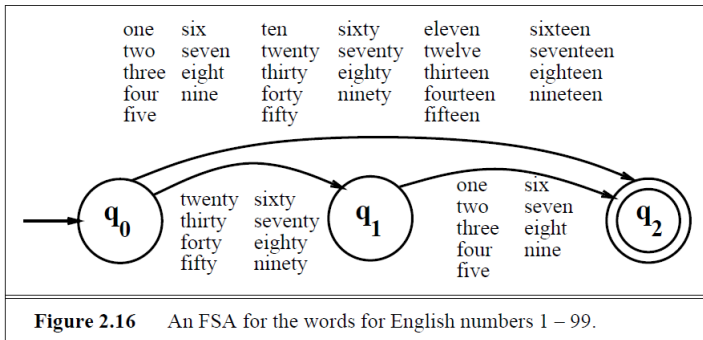 one six ten sixty eleven sixteen
two seven twenty seventy twelve seventeen
three eight thirty eighty thirteen eighteen
four nine forty ninety fourteen nineteen
five fifty fifteen
q0
twenty sixty
thirty seventy
forty eighty
fifty ninety
q1
one six
two seven
three eight
four nine
five
q2
Figure 2.16 An FSA for the words for English numbers 1 – 99.